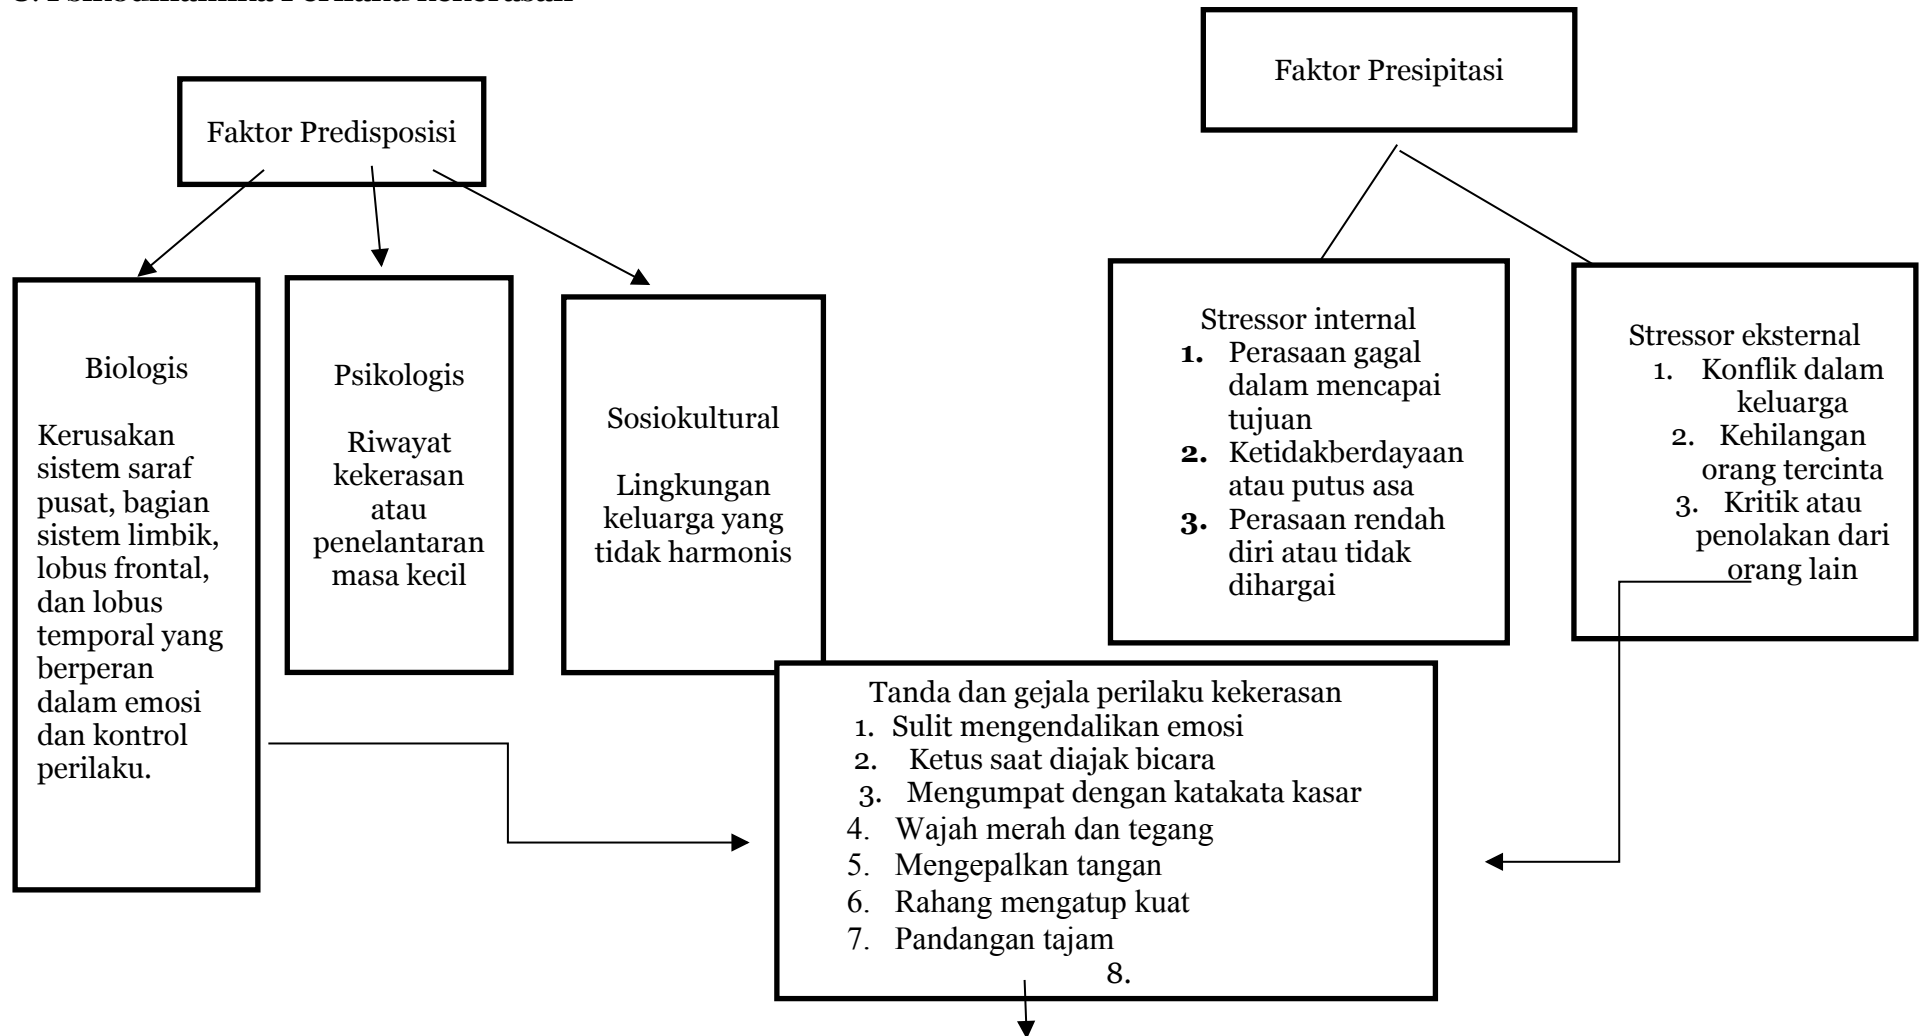 Faktor Presipitasi
Faktor Predisposisi
Biologis
Kerusakan
sistem saraf
pusat, bagian
sistem limbik,
lobus frontal,
dan lobus
temporal yang
berperan
dalam emosi
dan kontrol
perilaku.
Psikologis
Riwayat
kekerasan
atau
penelantaran
masa kecil
Sosiokultural
Lingkungan
keluarga yang
tidak harmonis
Stressor internal
1. Perasaan gagal
dalam mencapai
tujuan
2. Ketidakberdayaan
atau putus asa
3. Perasaan rendah
diri atau tidak
dihargai
Stressor eksternal
1. Konflik dalam
keluarga
2. Kehilangan
orang tercinta
3. Kritik atau
penolakan dari
orang lain
Tanda dan gejala perilaku kekerasan
1. Sulit mengendalikan emosi
2. Ketus saat diajak bicara
3. Mengumpat dengan katakata kasar
4. Wajah merah dan tegang
5. Mengepalkan tangan
6. Rahang mengatup kuat
7. Pandangan tajam
8.